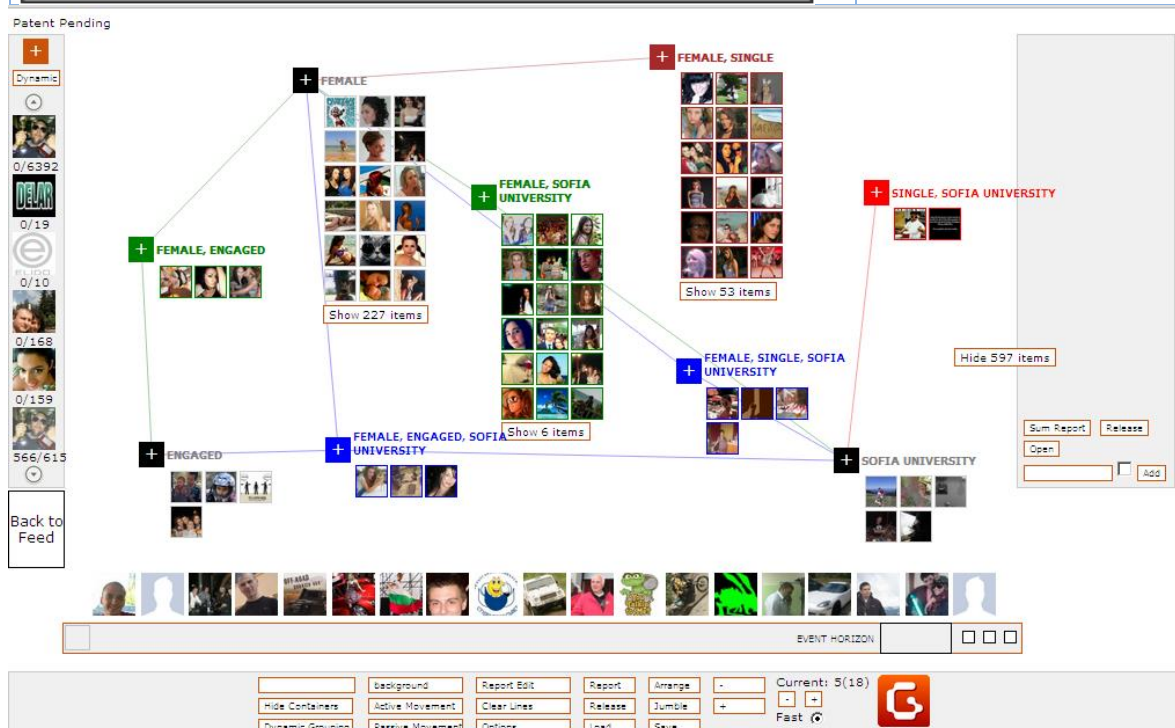 Patent Pending
+
Dynamic
0/6392
DELAR
0/19
ELIDO
0/10
0/168
0/159
566/615
Back to
Feed
+ FEMALE
+ FEMALE, SINGLE
+ FEMALE, SOFIA
UNIVERSITY
+ SINGLE, SOFIA UNIVERSITY
+ FEMALE, ENGAGED
Show 227 items
Show 53 items
Hide 597 items
+ FEMALE, SINGLE, SOFIA
UNIVERSITY
Show 6 items
+ FEMALE, ENGAGED, SOFIA
UNIVERSITY
+ ENGAGED
+ SOFIA UNIVERSITY
Sum Report Release
Open
Add
EVENT HORIZON
background Report Edit Report Arrange - Current: 5(18)
Hide Containers Active Movement Clear Lines Release Jumble + - +
Dynamic Grouping Passive Movement Options Load Save Fast
G